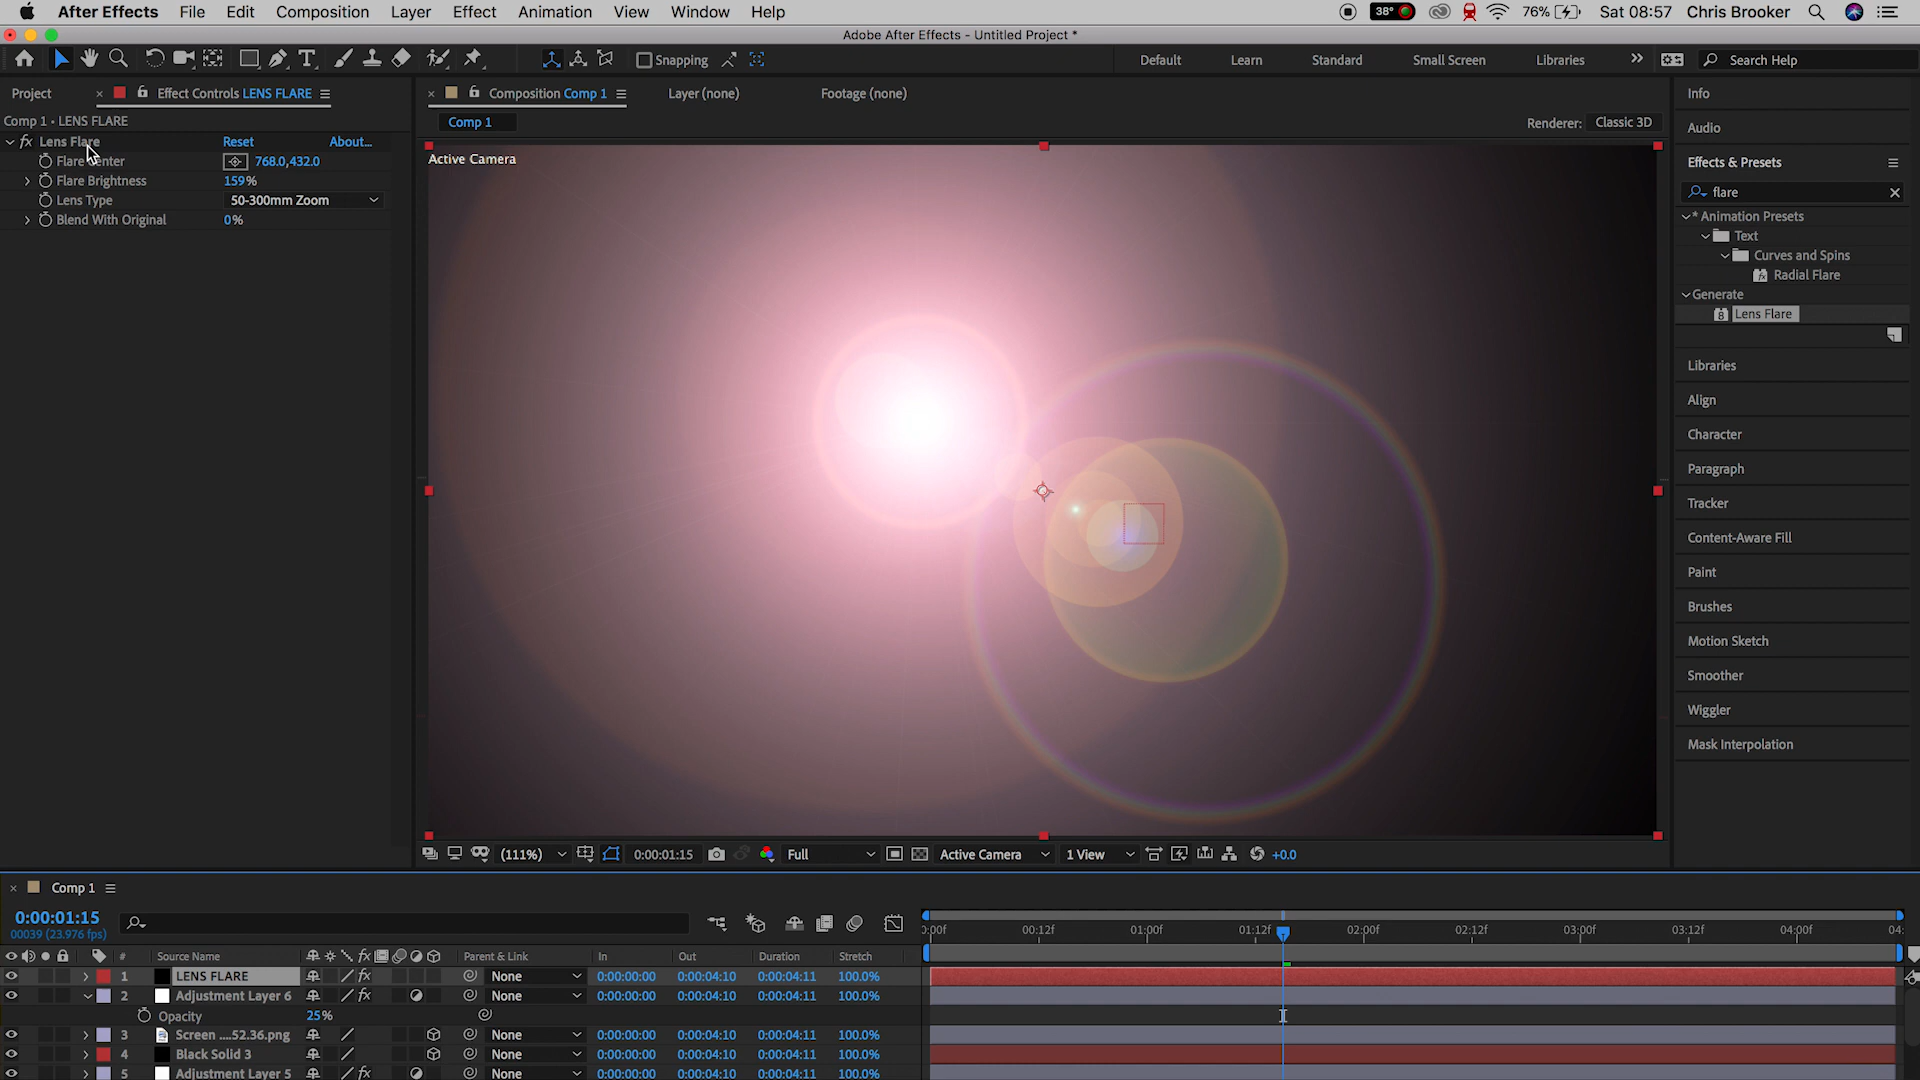 After Effects File Edit Composition Layer Effect Animation View Window Help 38° 76% Sat 08:57 Chris Brooker
Adobe After Effects - Untitled Project *
Snapping Default Learn Standard Small Screen Libraries Search Help
Project Effect Controls LENS FLARE Composition Comp 1 Layer (none) Footage (none) Info
Comp 1 • LENS FLARE Comp 1 Renderer: Classic 3D Audio
fx Lens Flare Reset About...
Flare Center 768.0,432.0 Active Camera Effects & Presets
Flare Brightness 159% flare
Lens Type 50-300mm Zoom
Blend With Original 0% * Animation Presets
Text
Curves and Spins
Radial Flare
Generate
Lens Flare
Libraries
Align
Character
Paragraph
Tracker
Content-Aware Fill
Paint
Brushes
Motion Sketch
Smoother
Wiggler
Mask Interpolation
(111%) 0:00:01:15 Full Active Camera 1 View +0.0
Comp 1
0:00:01:15
00039 (23.976 fps) 0:00f 00:12f 01:00f 01:12f 02:00f 02:12f 03:00f 03:12f 04:00f 04:
# Source Name fx Parent & Link In Out Duration Stretch
1 LENS FLARE fx None 0:00:00:00 0:00:04:10 0:00:04:11 100.0%
2 Adjustment Layer 6 fx None 0:00:00:00 0:00:04:10 0:00:04:11 100.0%
Opacity 25%
3 Screen ....52.36.png None 0:00:00:00 0:00:04:10 0:00:04:11 100.0%
4 Black Solid 3 None 0:00:00:00 0:00:04:10 0:00:04:11 100.0%
5 Adjustment Layer 5 fx None 0:00:00:00 0:00:04:10 0:00:04:11 100.0%